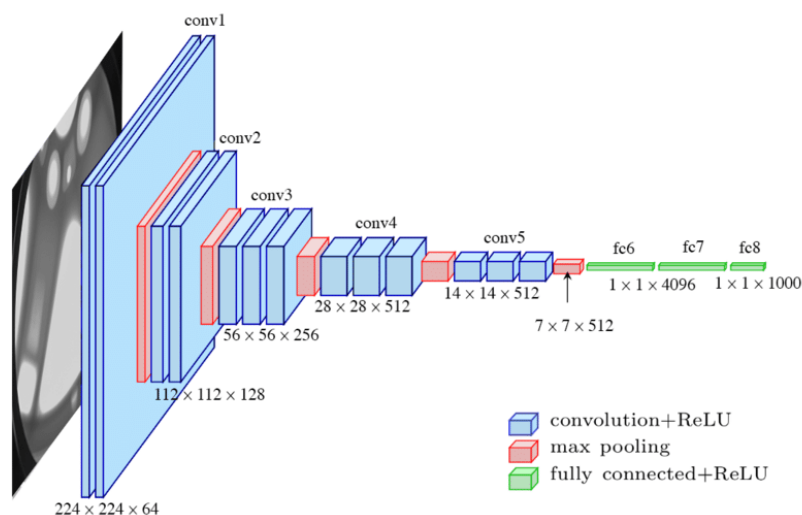 conv1
conv2
conv3
conv4
conv5
fc6
fc7
fc8
1 × 1 × 4096
1 × 1 × 1000
14 × 14 × 512
28 × 28 × 512
7 × 7 × 512
56 × 56 × 256
112 × 112 × 128
224 × 224 × 64
convolution+ReLU
max pooling
fully connected+ReLU